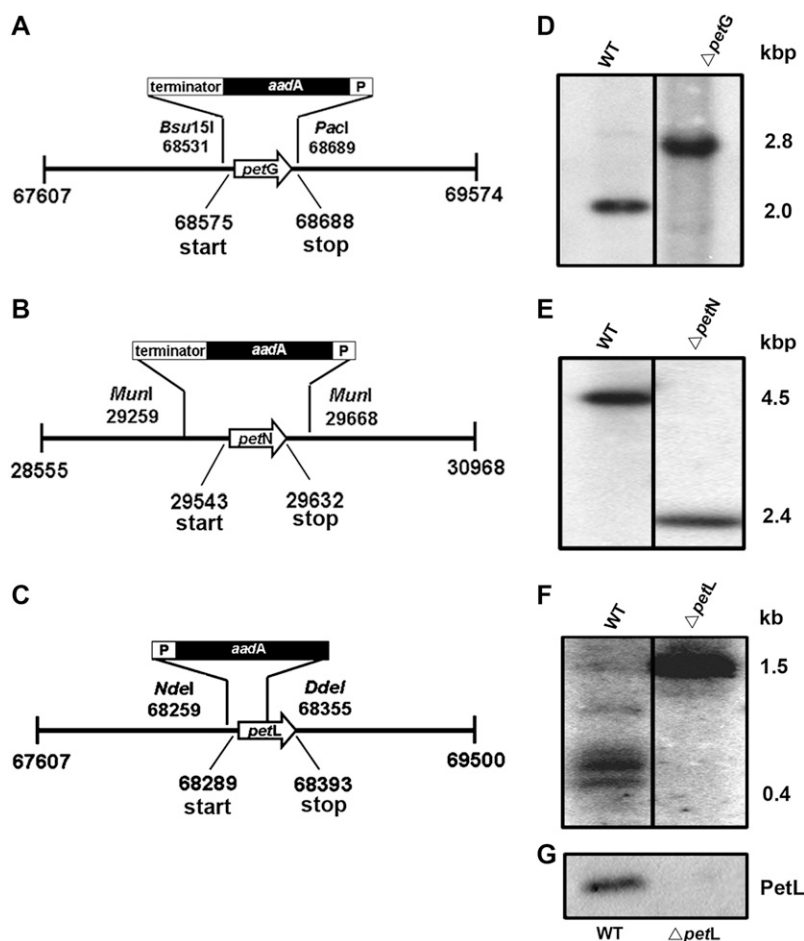 A
terminator aadA P
Bsu15I PacI
68531 68689
petG
67607 69574
68575 68688
start stop
B
terminator aadA P
MunI MunI
29259 29668
petN
28555 30968
29543 29632
start stop
C
P aadA
NdeI DdeI
68259 68355
petL
67607 69500
68289 68393
start stop
D
WT △petG kbp
2.8
2.0
E
WT △petN kbp
4.5
2.4
F
WT △petL kb
1.5
0.4
G
PetL
WT △petL